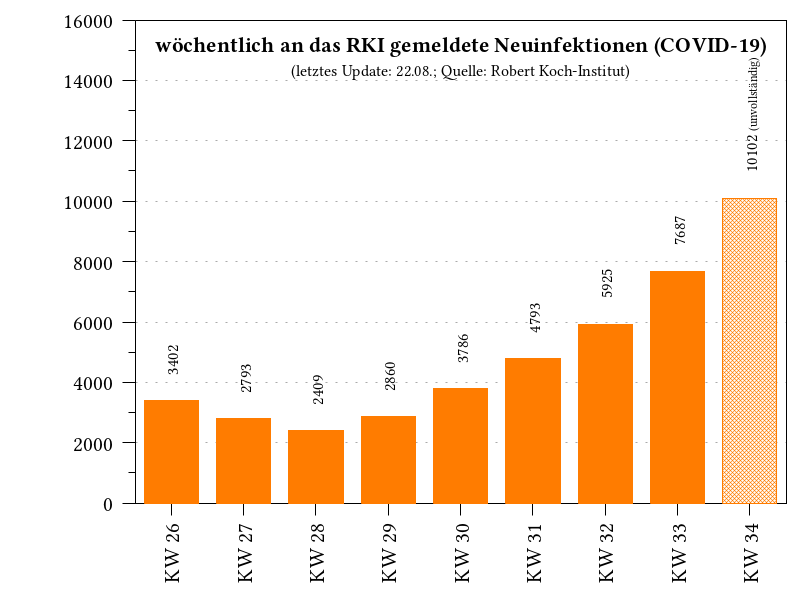 wöchentlich an das RKI gemeldete Neuinfektionen (COVID-19)
(letztes Update: 22.08.; Quelle: Robert Koch-Institut)
16000
14000
12000
10000
8000
6000
4000
2000
0
3402
2793
2409
2860
3786
4793
5925
7687
10102 (unvollständig)
KW 26
KW 27
KW 28
KW 29
KW 30
KW 31
KW 32
KW 33
KW 34